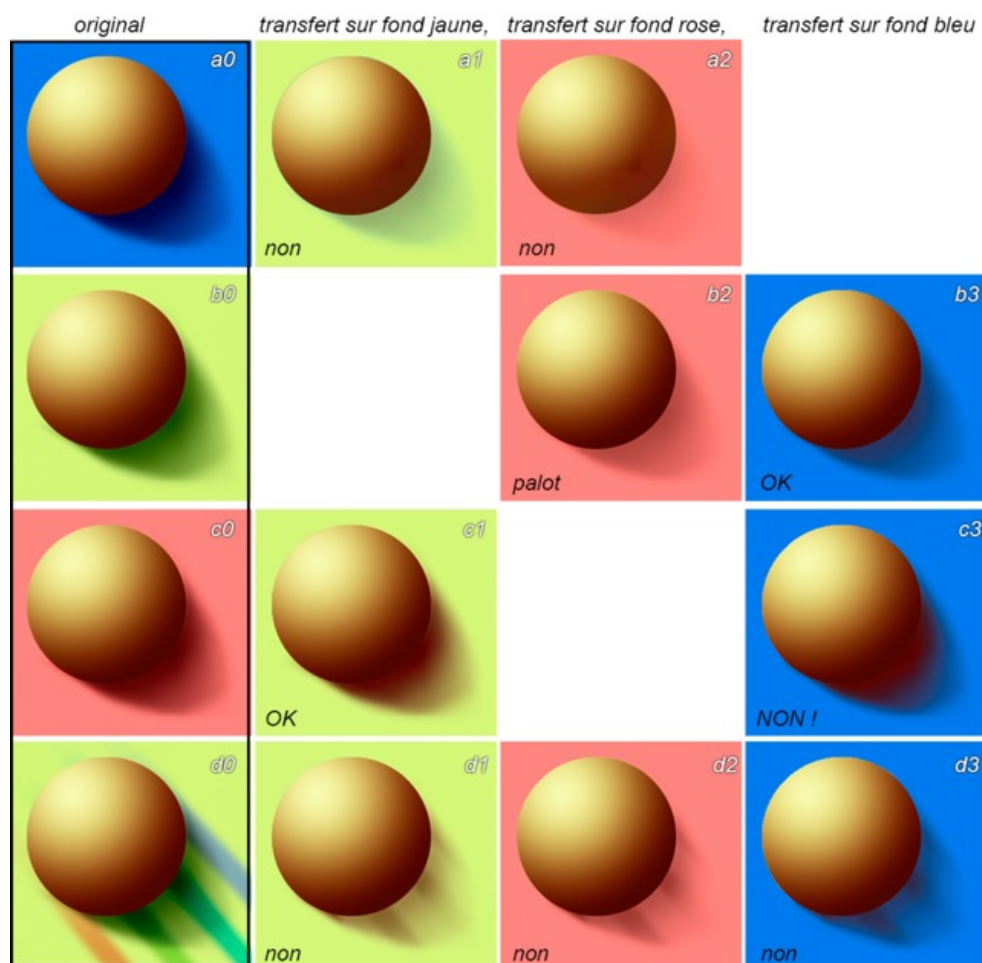 original transfert sur fond jaune, transfert sur fond rose, transfert sur fond bleu
a0 a1 a2
non non
b0 b2 b3
palot OK
c0 c1 c3
OK NON !
d0 d1 d2 d3
non non non